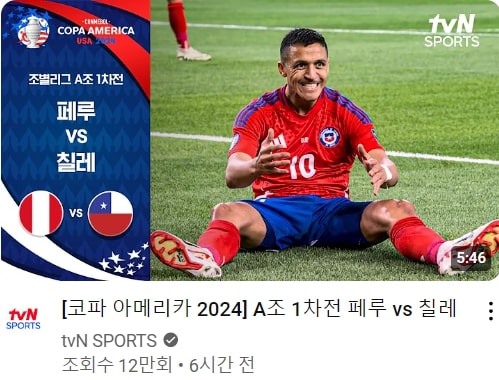 CONMEBOL
COPA AMERICA
USA 2024
조별리그 A조 1차전
페루
VS
칠레
VS
tvN
SPORTS
10
5:46
tvN
SPORTS
[코파 아메리카 2024] A조 1차전 페루 vs 칠레
tvN SPORTS
조회수 12만회 • 6시간 전